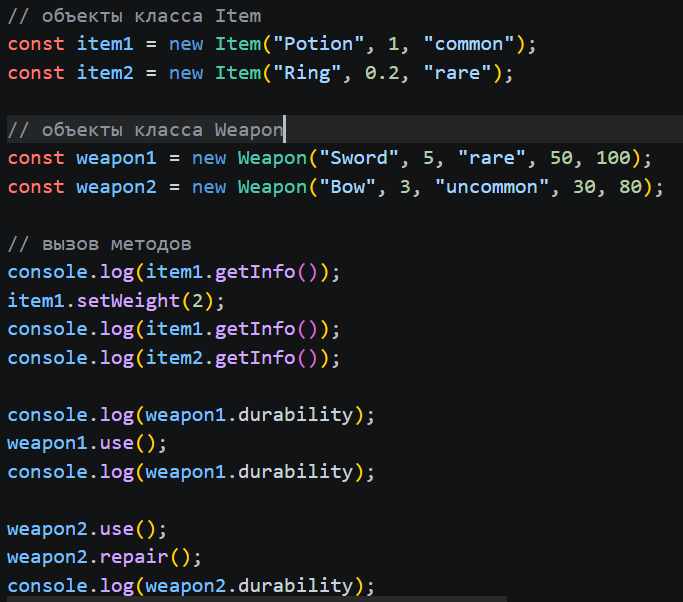 // объекты класса Item
const item1 = new Item("Potion", 1, "common");
const item2 = new Item("Ring", 0.2, "rare");
// объекты класса Weapon
const weapon1 = new Weapon("Sword", 5, "rare", 50, 100);
const weapon2 = new Weapon("Bow", 3, "uncommon", 30, 80);
// вызов методов
console.log(item1.getInfo());
item1.setWeight(2);
console.log(item1.getInfo());
console.log(item2.getInfo());
console.log(weapon1.durability);
weapon1.use();
console.log(weapon1.durability);
weapon2.use();
weapon2.repair();
console.log(weapon2.durability);